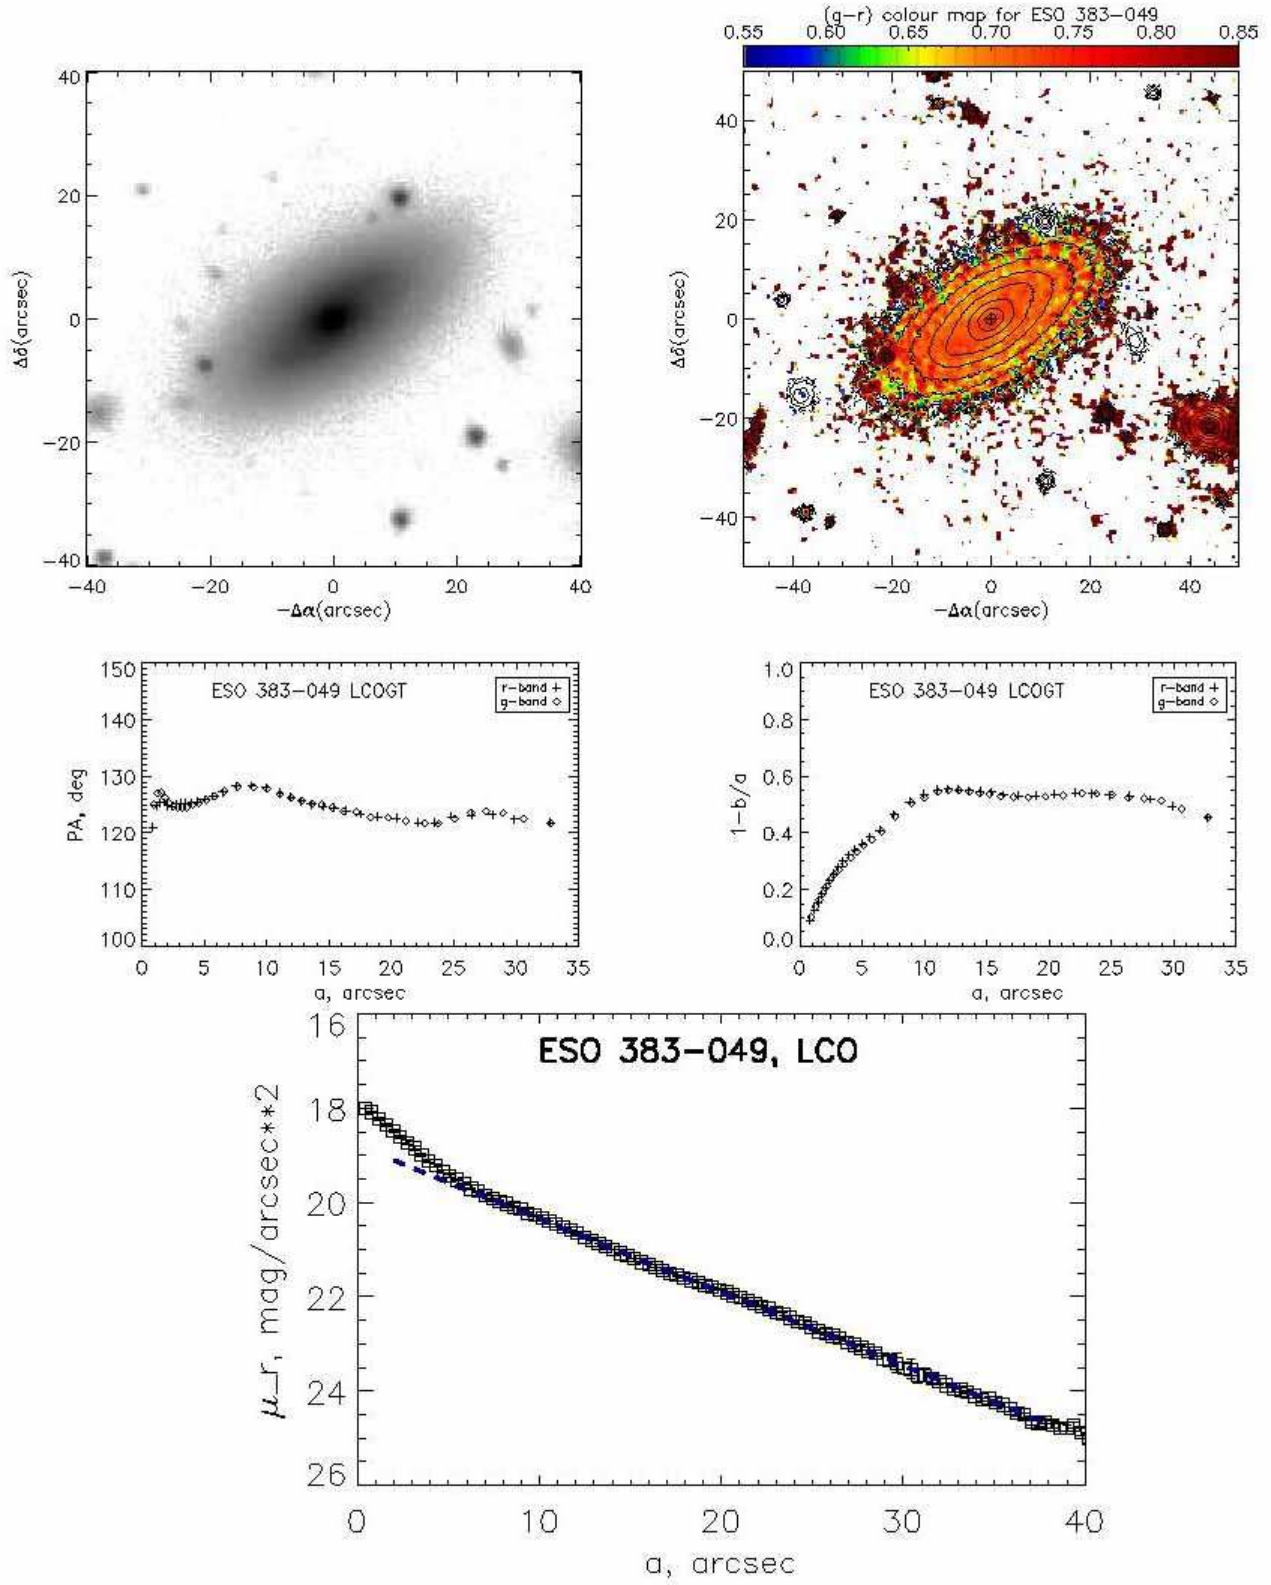 (g-r) colour map for ESO 383-049
0.55 0.60 0.65 0.70 0.75 0.80 0.85
40
20
0
-20
-40
Δδ(arcsec)
-40 -20 0 20 40
-Δα(arcsec)
40
20
0
-20
-40
Δδ(arcsec)
-40 -20 0 20 40
-Δα(arcsec)
ESO 383-049 LCOGT
r-band +
g-band ◇
150
140
130
120
110
100
PA, deg
0 5 10 15 20 25 30 35
a, arcsec
ESO 383-049 LCOGT
r-band +
g-band ◇
1.0
0.8
0.6
0.4
0.2
0.0
1-b/a
0 5 10 15 20 25 30 35
a, arcsec
ESO 383-049, LCO
16
18
20
22
24
26
μ_r, mag/arcsec**2
0 10 20 30 40
a, arcsec